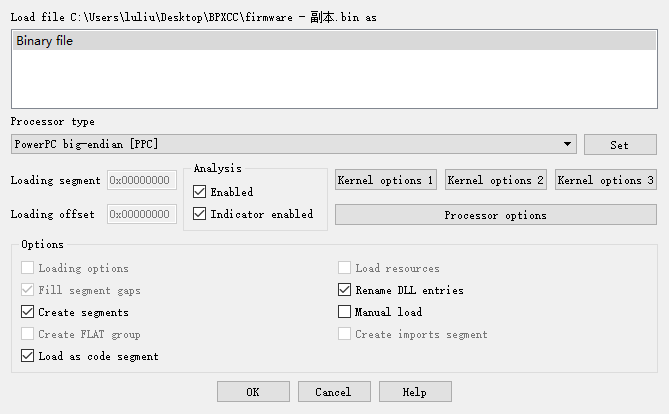 Load file C:\Users\luliu\Desktop\BPXCC\firmware - 副本.bin as
Binary file
Processor type
PowerPC big-endian [PPC]
Set
Analysis
Loading segment 0x00000000
Enabled
Kernel options 1
Kernel options 2
Kernel options 3
Loading offset 0x00000000
Indicator enabled
Processor options
Options
Loading options
Load resources
Fill segment gaps
Rename DLL entries
Create segments
Manual load
Create FLAT group
Create imports segment
Load as code segment
OK
Cancel
Help